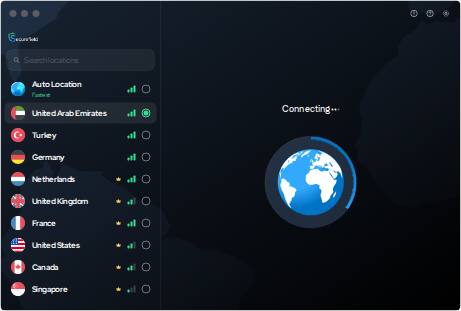 Search locations
Auto Location
Fastest
United Arab Emirates
Turkey
Germany
Netherlands
United Kingdom
France
United States
Canada
Singapore
Connecting